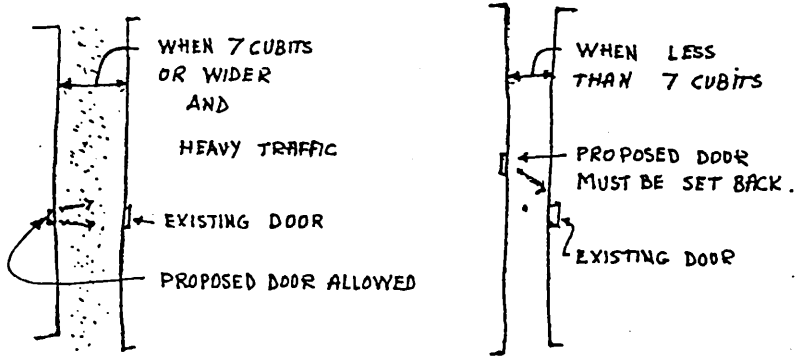 WHEN 7 CUBITS
OR WIDER
AND
HEAVY TRAFFIC
EXISTING DOOR
PROPOSED DOOR ALLOWED
WHEN LESS
THAN 7 CUBITS
PROPOSED DOOR
MUST BE SET BACK.
EXISTING DOOR